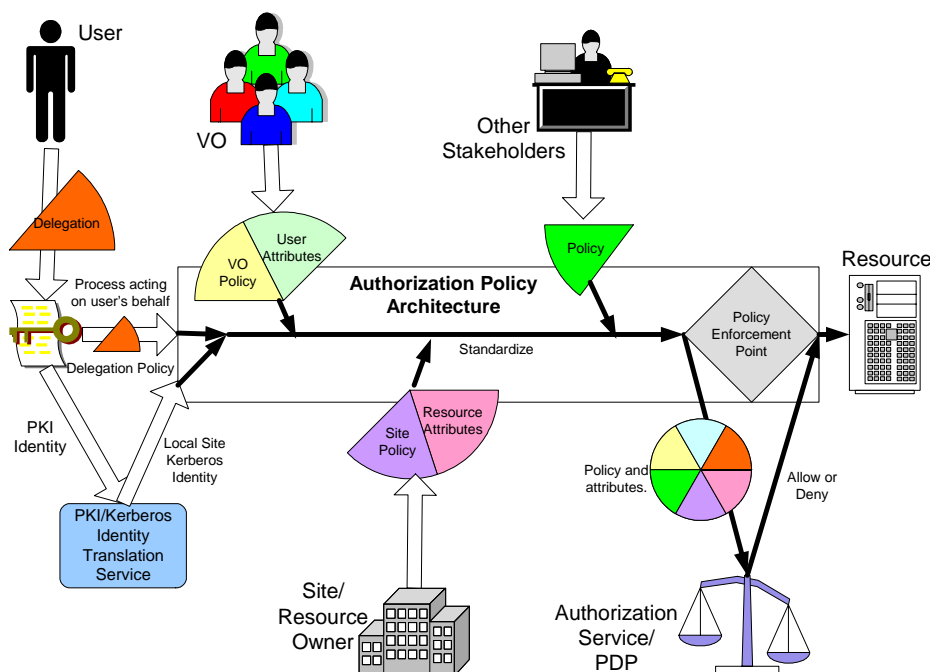 User
VO
Other
Stakeholders
Delegation
VO
Policy
User
Attributes
Policy
Process acting
on user's behalf
Delegation Policy
Authorization Policy
Architecture
Standardize
Policy
Enforcement
Point
Resource
PKI
Identity
Local Site
Kerberos
Identity
Site
Policy
Resource
Attributes
Policy and
attributes.
Allow or
Deny
PKI/Kerberos
Identity
Translation
Service
Site/
Resource
Owner
Authorization
Service/
PDP